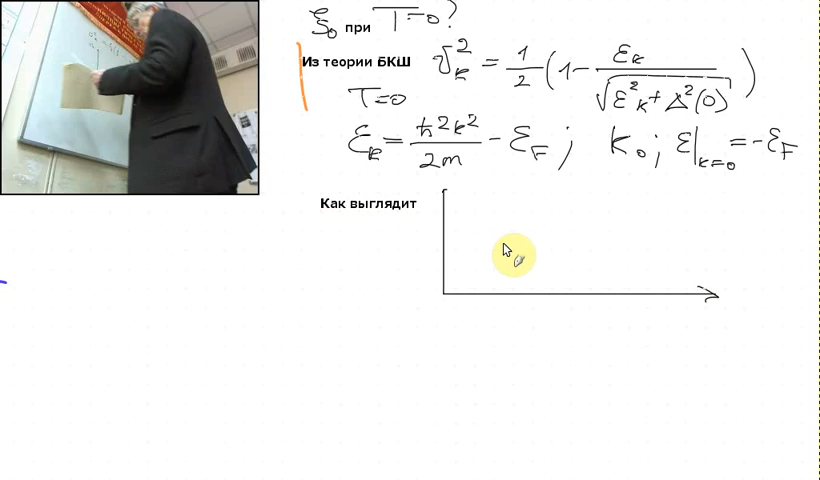 ξ₀ при T=0?
Из теории БКШ v²ₖ = 1/2 (1 - εₖ/√(ε²ₖ + Δ²(0)))
T=0
εₖ = ħ²k²/2m - ε_F ; k₀ ; ε|ₖ₌₀ = -ε_F
Как выглядит